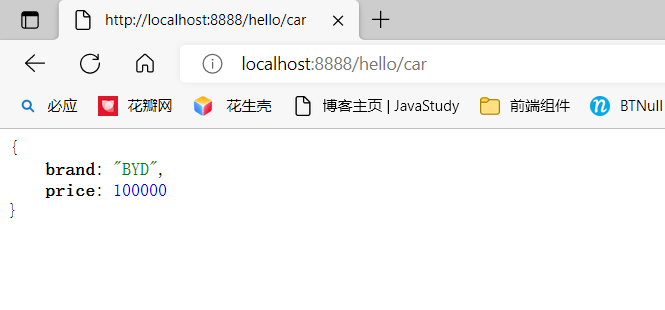 http://localhost:8888/hello/car
localhost:8888/hello/car
必应 花瓣网 花生壳 博客主页 | JavaStudy 前端组件 BTNull
{
brand: "BYD",
price: 100000
}